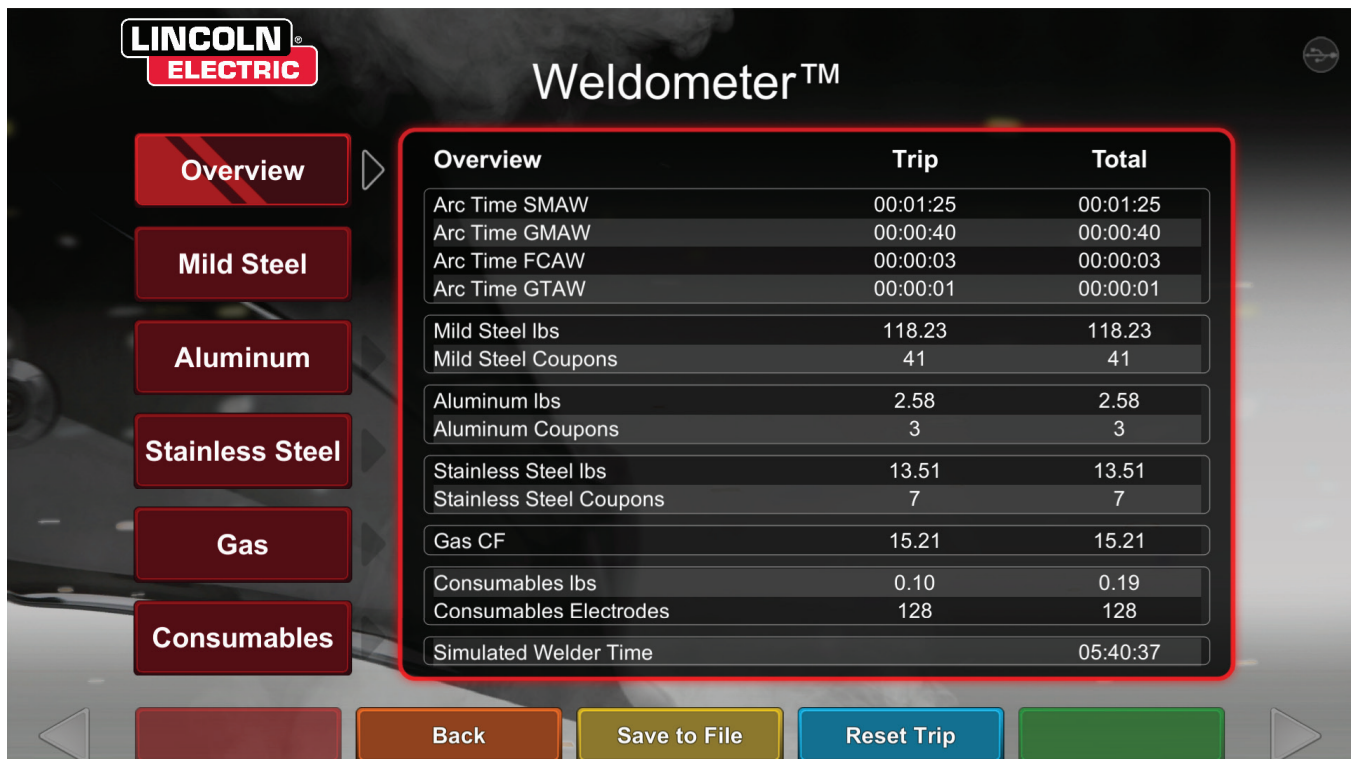 LINCOLN®
ELECTRIC
Weldometer™
Overview
Mild Steel
Aluminum
Stainless Steel
Gas
Consumables
Overview Trip Total
Arc Time SMAW 00:01:25 00:01:25
Arc Time GMAW 00:00:40 00:00:40
Arc Time FCAW 00:00:03 00:00:03
Arc Time GTAW 00:00:01 00:00:01
Mild Steel lbs 118.23 118.23
Mild Steel Coupons 41 41
Aluminum lbs 2.58 2.58
Aluminum Coupons 3 3
Stainless Steel lbs 13.51 13.51
Stainless Steel Coupons 7 7
Gas CF 15.21 15.21
Consumables lbs 0.10 0.19
Consumables Electrodes 128 128
Simulated Welder Time 05:40:37
Back Save to File Reset Trip